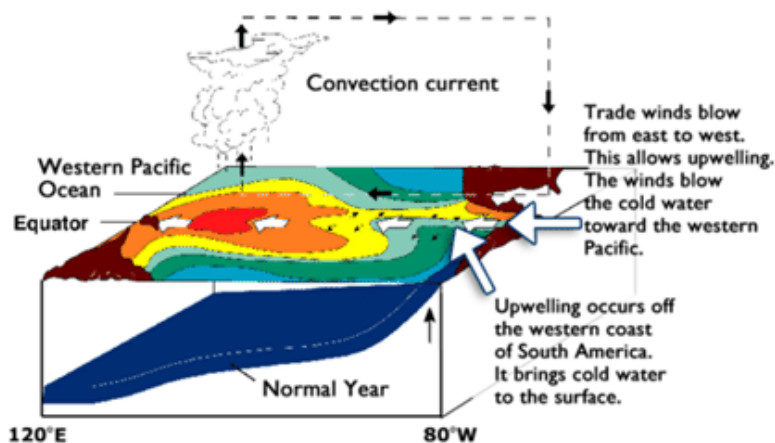 Convection current
Trade winds blow
from east to west.
This allows upwelling.
The winds blow
the cold water
toward the western
Pacific.
Western Pacific
Ocean
Equator
Upwelling occurs off
the western coast
of South America.
It brings cold water
to the surface.
Normal Year
120°E
80°W